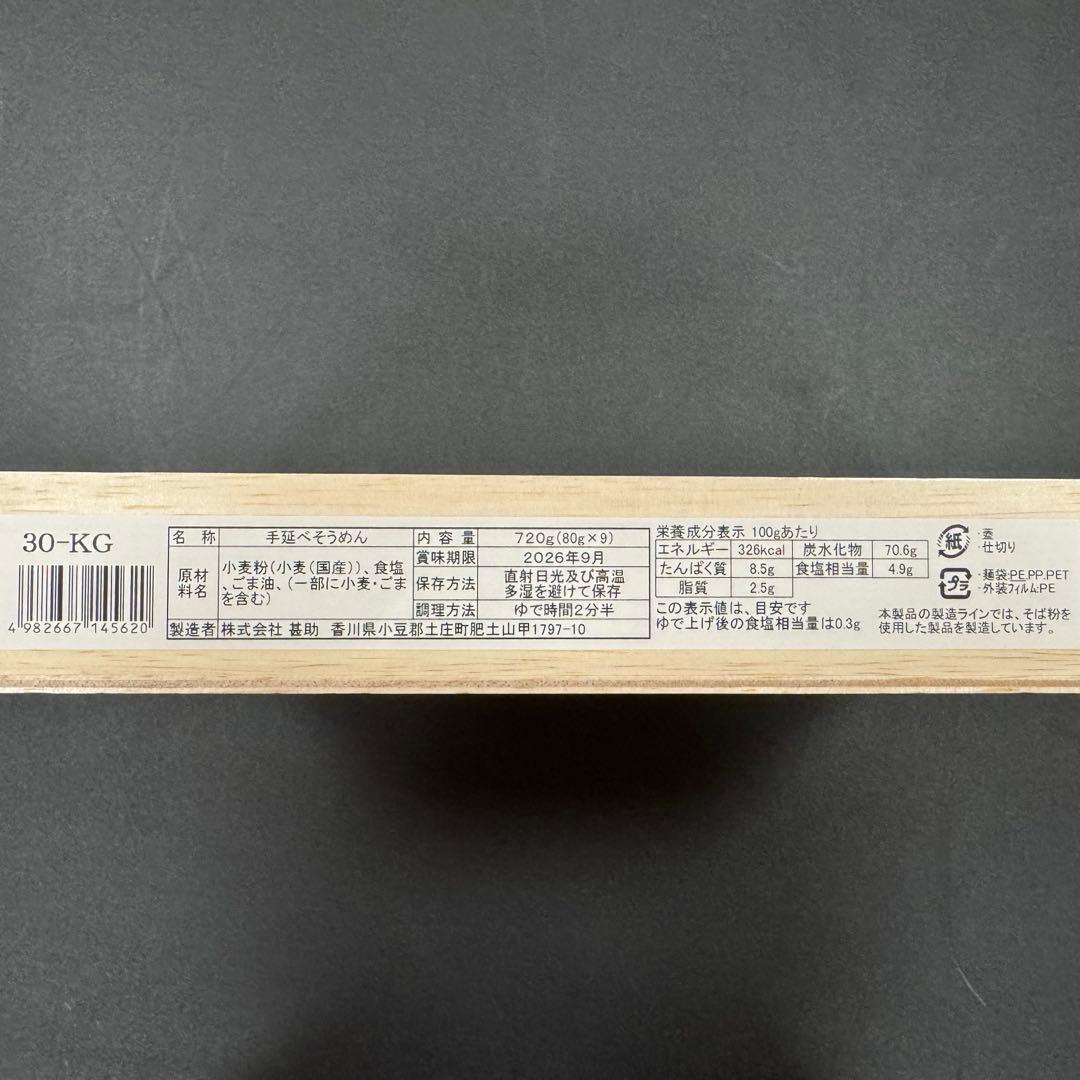 30-KG
4 982667 145620
名 称 手延べそうめん 内 容 量 720g(80g×9)
原材料名 小麦粉(小麦(国産))、食塩
、ごま油、(一部に小麦・ごま
を含む)
賞味期限 2026年9月
保存方法 直射日光及び高温
多湿を避けて保存
調理方法 ゆで時間2分半
製造者 株式会社 甚助 香川県小豆郡土庄町肥土山甲1797-10
栄養成分表示 100gあたり
エネルギー 326kcal 炭水化物 70.6g
たんぱく質 8.5g 食塩相当量 4.9g
脂質 2.5g
この表示値は、目安です
ゆで上げ後の食塩相当量は0.3g
紙 ・蓋
・仕切り
プラ ・麺袋:PE,PP,PET
・外装フィルム:PE
本製品の製造ラインでは、そば粉を
使用した製品を製造しています。